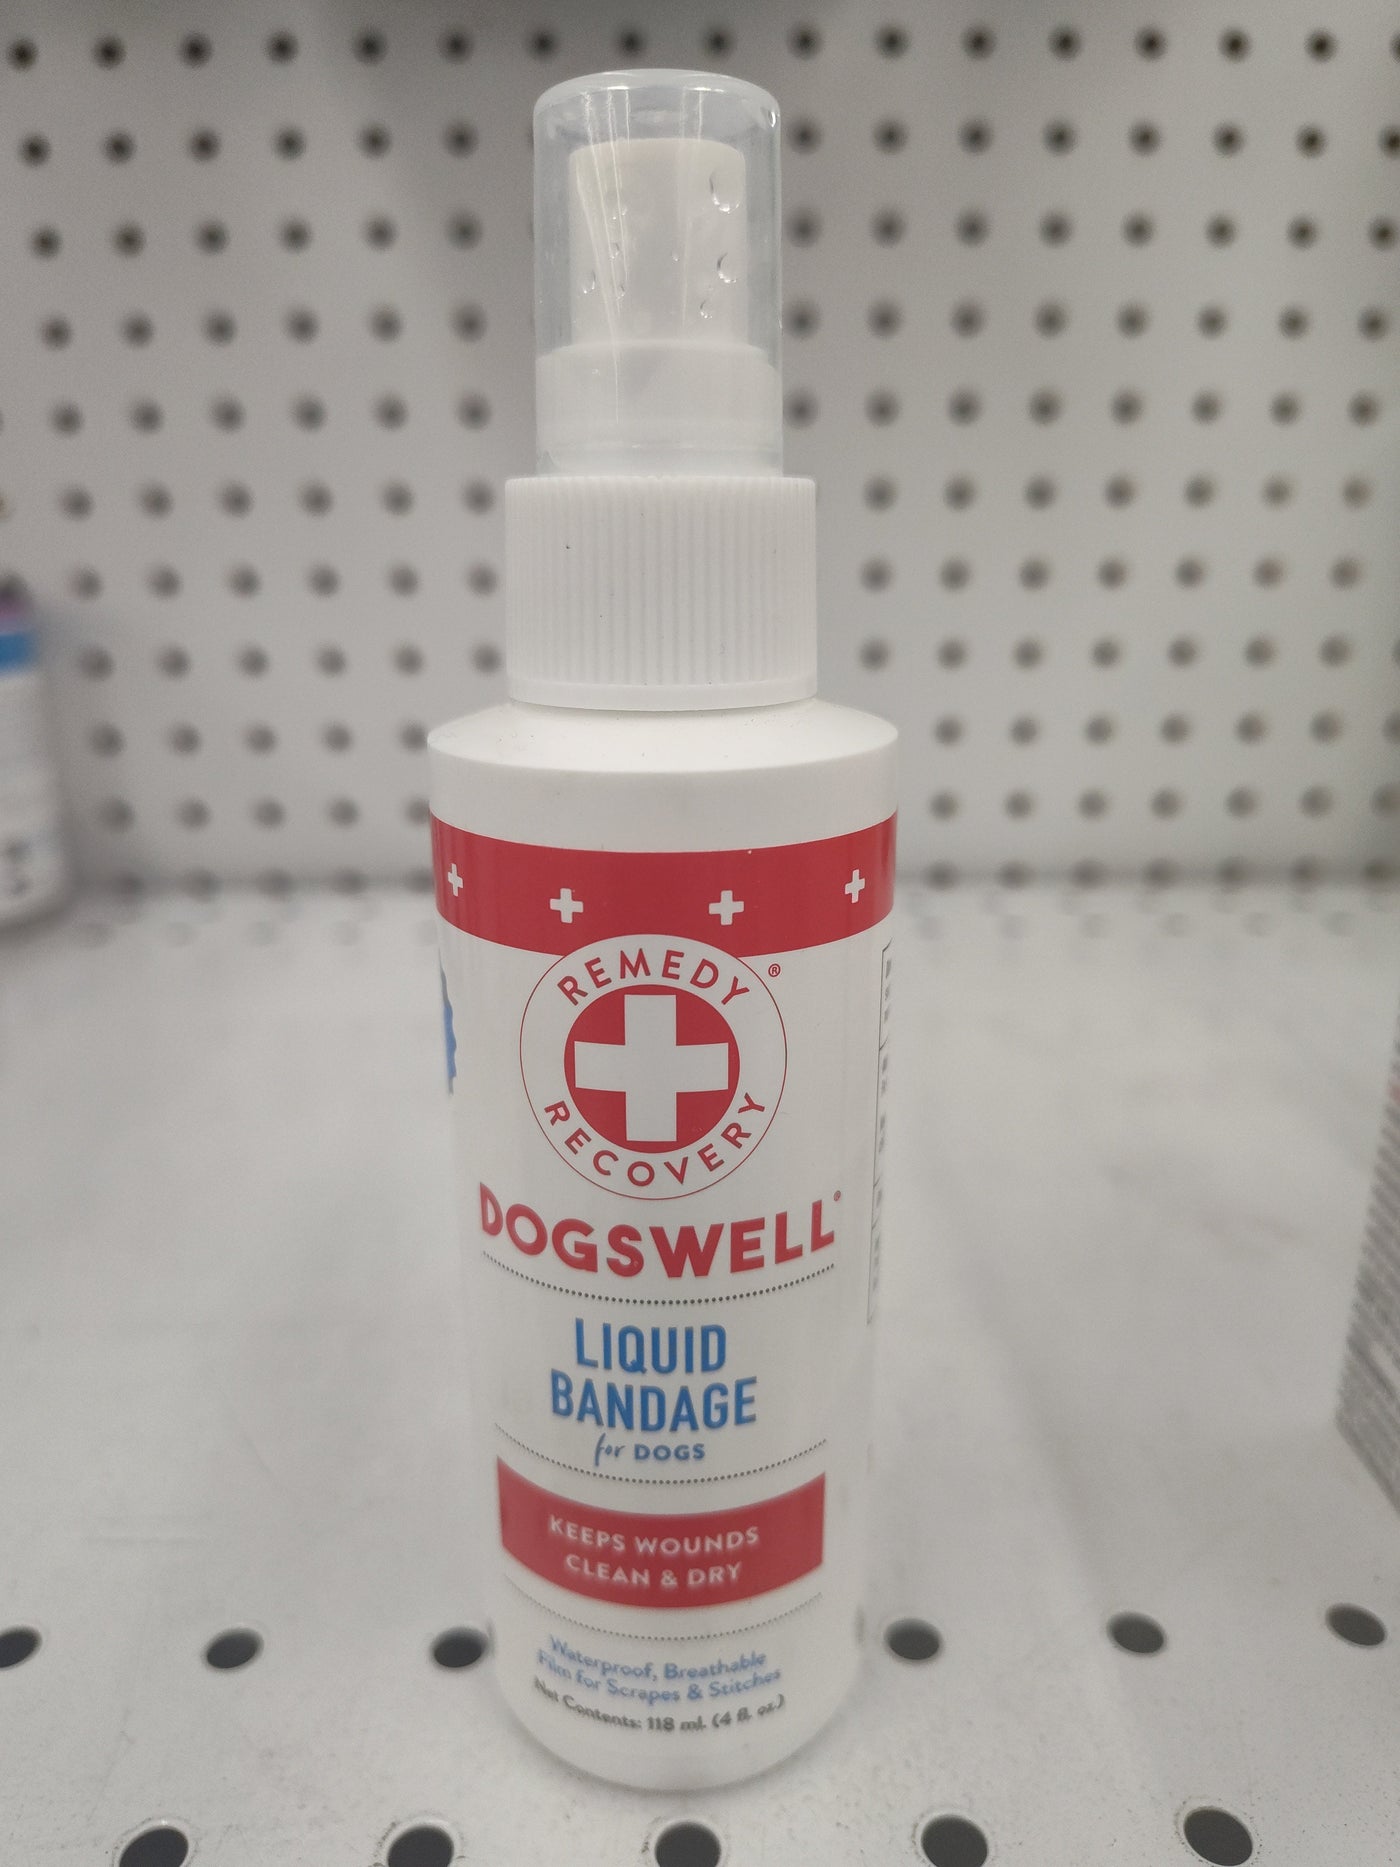 REMEDY®
RECOVERY
DOGSWELL®
LIQUID
BANDAGE
for DOGS
KEEPS WOUNDS
CLEAN & DRY
Waterproof, Breathable
Film for Scrapes & Stitches
Net Contents: 118 ml. (4 fl. oz.)